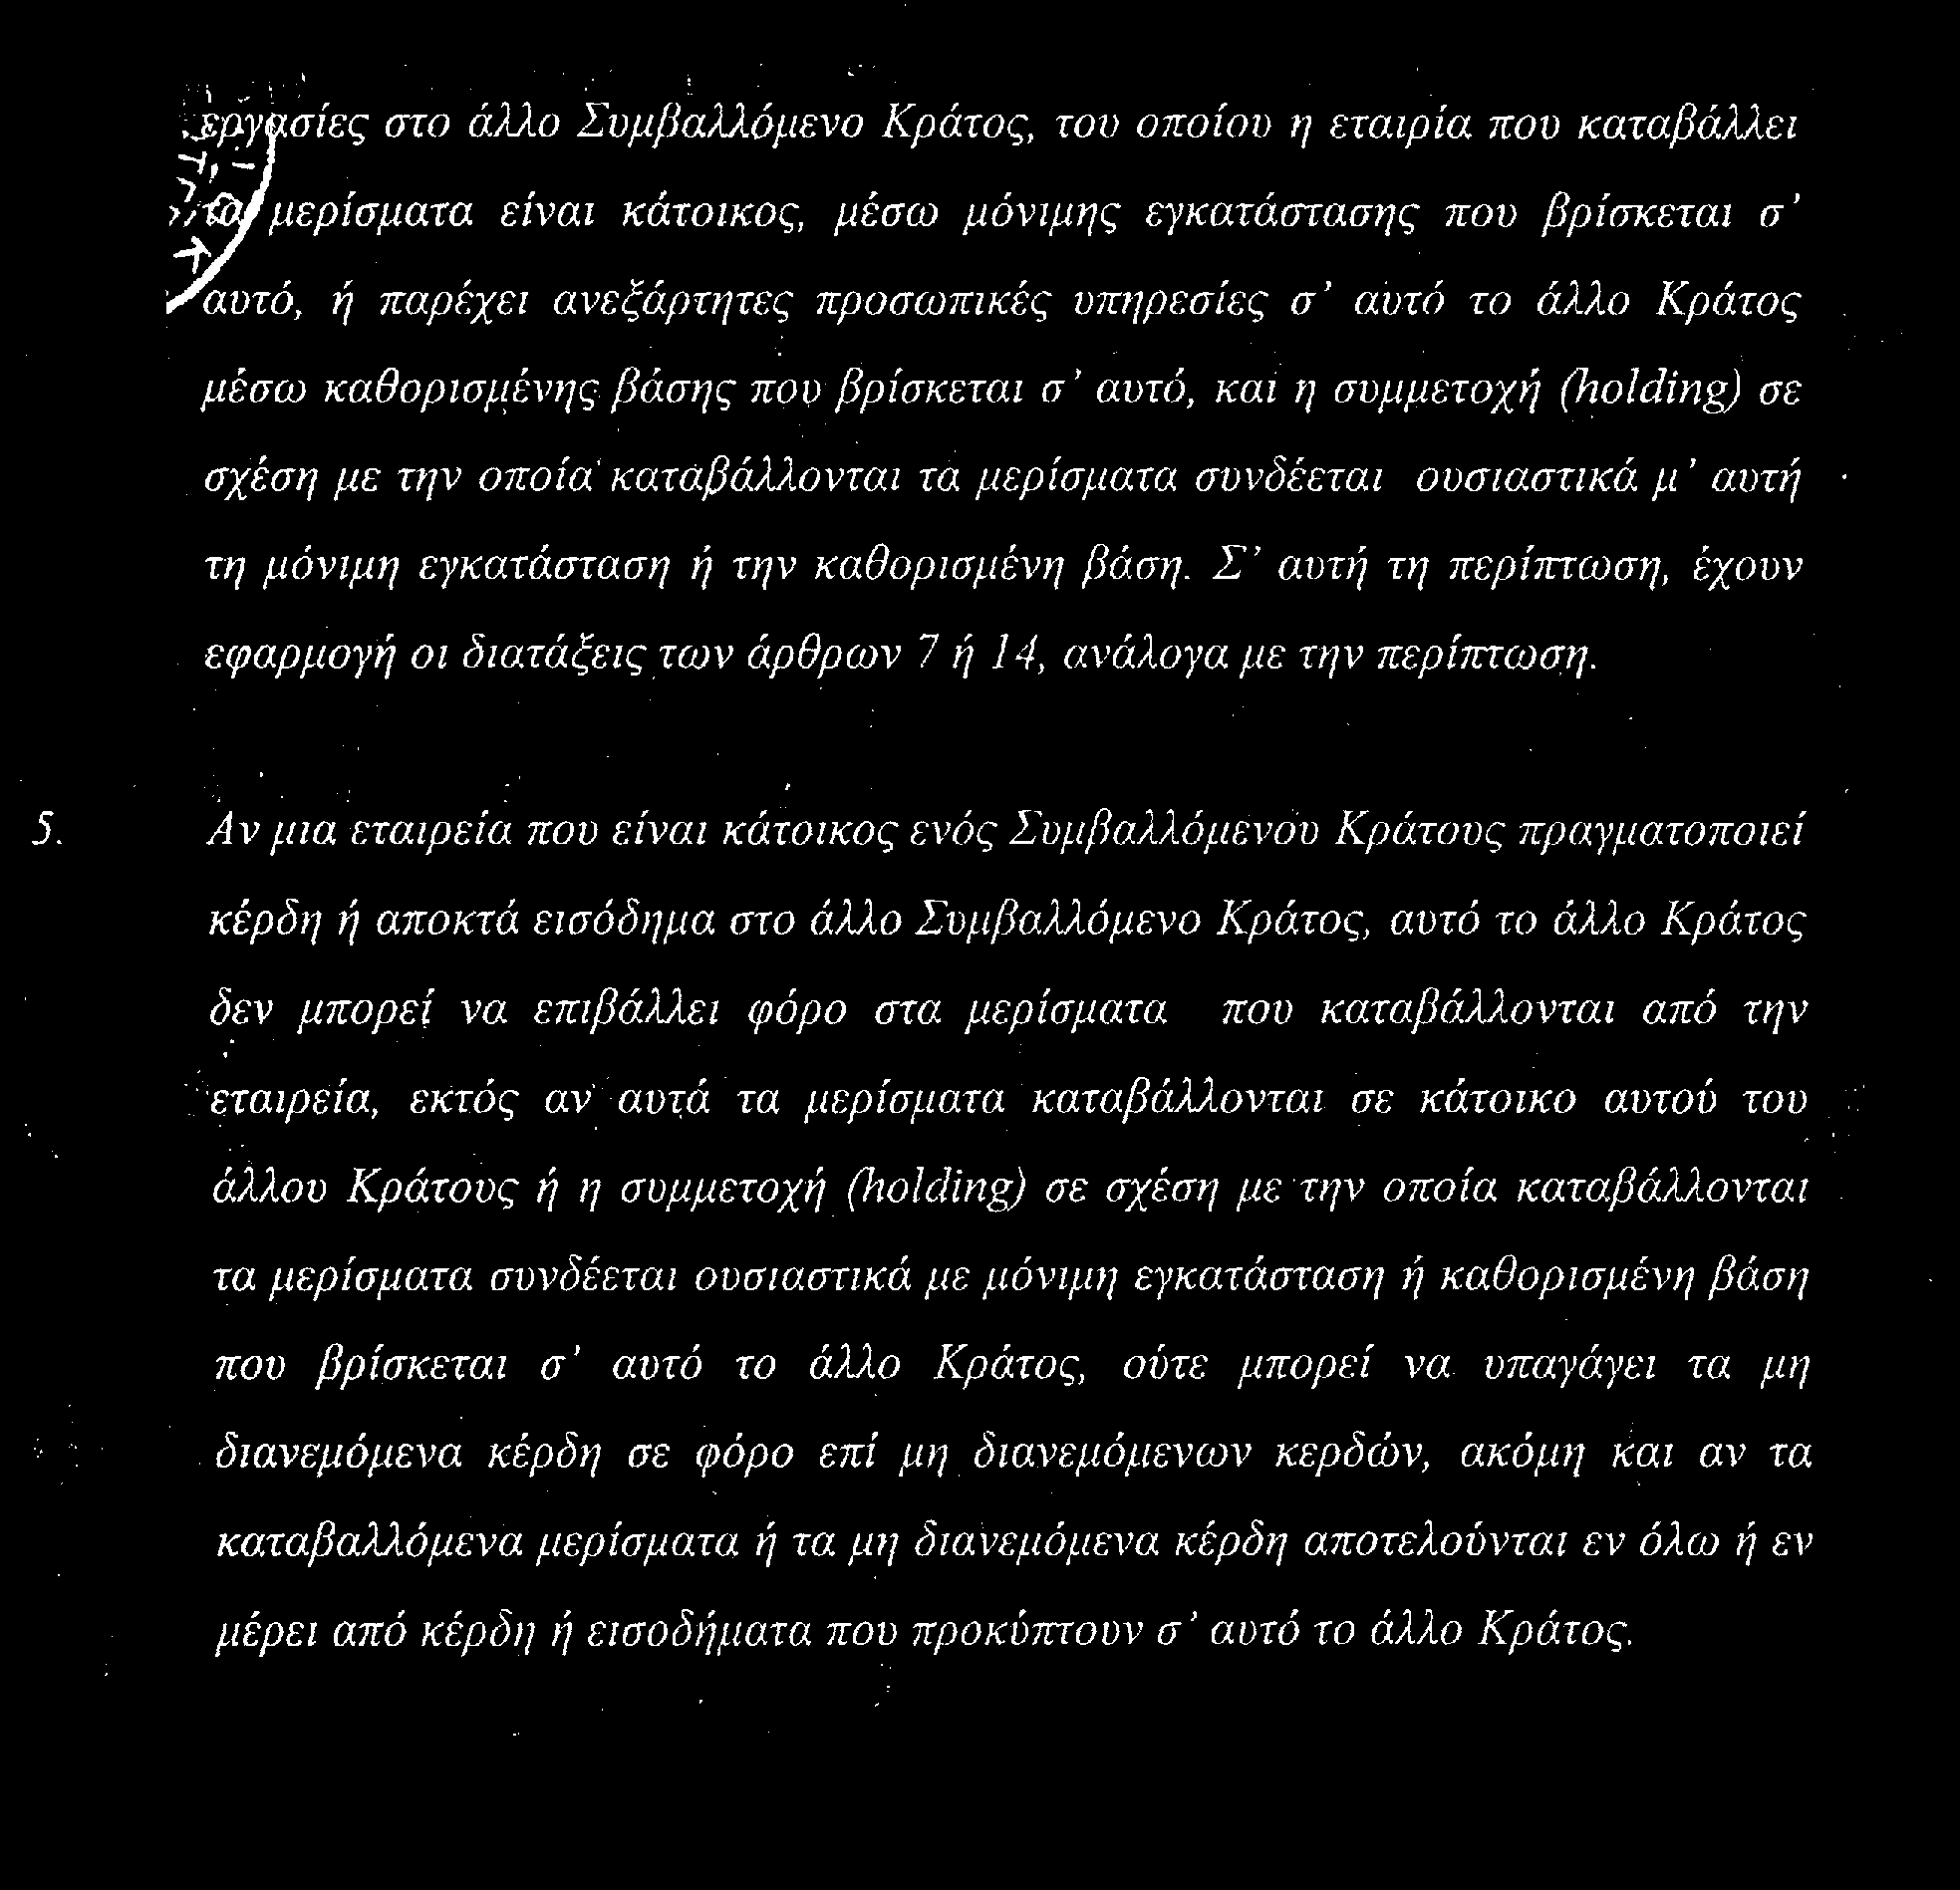 εργασίες στο άλλο Συμβαλλόμενο Κράτος, του οποίου η εταιρία που καταβάλλει
τα μερίσματα είναι κάτοικος, μέσω μόνιμης εγκατάστασης που βρίσκεται σ’
αυτό, ή παρέχει ανεξάρτητες προσωπικές υπηρεσίες σ’ αυτό το άλλο Κράτος
μέσω καθορισμένης βάσης που βρίσκεται σ’ αυτό, και η συμμετοχή (holding) σε
σχέση με την οποία καταβάλλονται τα μερίσματα συνδέεται ουσιαστικά μ’ αυτή
τη μόνιμη εγκατάσταση ή την καθορισμένη βάση. Σ’ αυτή τη περίπτωση, έχουν
εφαρμογή οι διατάξεις των άρθρων 7 ή 14, ανάλογα με την περίπτωση.
5. Αν μια εταιρεία που είναι κάτοικος ενός Συμβαλλόμενου Κράτους πραγματοποιεί
κέρδη ή αποκτά εισόδημα στο άλλο Συμβαλλόμενο Κράτος, αυτό το άλλο Κράτος
δεν μπορεί να επιβάλλει φόρο στα μερίσματα που καταβάλλονται από την
εταιρεία, εκτός αν αυτά τα μερίσματα καταβάλλονται σε κάτοικο αυτού του
άλλου Κράτους ή η συμμετοχή (holding) σε σχέση με την οποία καταβάλλονται
τα μερίσματα συνδέεται ουσιαστικά με μόνιμη εγκατάσταση ή καθορισμένη βάση
που βρίσκεται σ’ αυτό το άλλο Κράτος, ούτε μπορεί να υπαγάγει τα μη
διανεμόμενα κέρδη σε φόρο επί μη διανεμόμενων κερδών, ακόμη και αν τα
καταβαλλόμενα μερίσματα ή τα μη διανεμόμενα κέρδη αποτελούνται εν όλω ή εν
μέρει από κέρδη ή εισοδήματα που προκύπτουν σ’ αυτό το άλλο Κράτος.